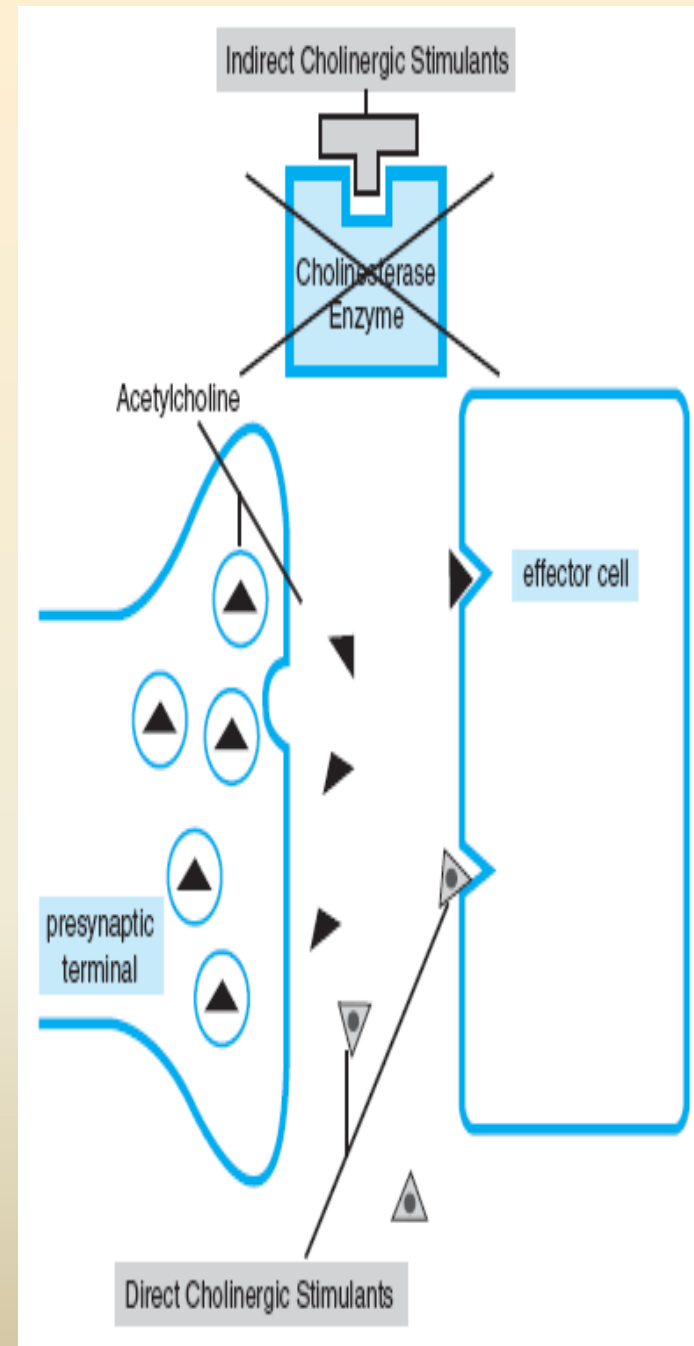 Indirect Cholinergic Stimulants
Cholinesterase
Enzyme
Acetylcholine
effector cell
presynaptic
terminal
Direct Cholinergic Stimulants